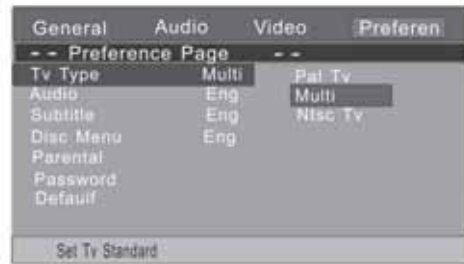 General Audio Video Preferen
- - Preference Page - -
Tv Type Multi Pal Tv
Audio Eng Multi
Subtitle Eng Ntsc Tv
Disc Menu Eng
Parental
Password
Defauif
Set Tv Standard